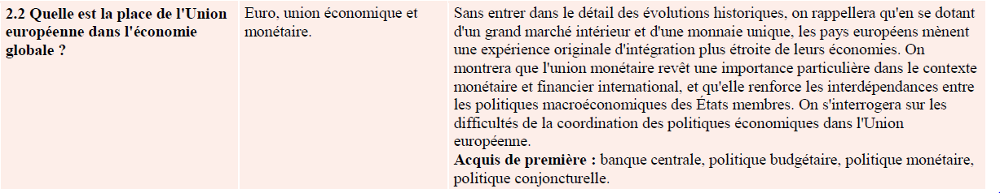 2.2 Quelle est la place de l'Union
européenne dans l'économie
globale ?
Euro, union économique et
monétaire.
Sans entrer dans le détail des évolutions historiques, on rappellera qu'en se dotant
d'un grand marché intérieur et d'une monnaie unique, les pays européens mènent
une expérience originale d'intégration plus étroite de leurs économies. On
montrera que l'union monétaire revêt une importance particulière dans le contexte
monétaire et financier international, et qu'elle renforce les interdépendances entre
les politiques macroéconomiques des États membres. On s'interrogera sur les
difficultés de la coordination des politiques économiques dans l'Union
européenne.
Acquis de première : banque centrale, politique budgétaire, politique monétaire,
politique conjoncturelle.